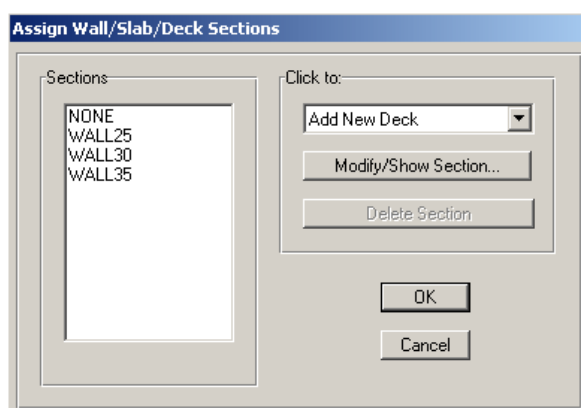 Assign Wall/Slab/Deck Sections
Sections
NONE
WALL25
WALL30
WALL35
Click to:
Add New Deck
Modify/Show Section...
Delete Section
OK
Cancel